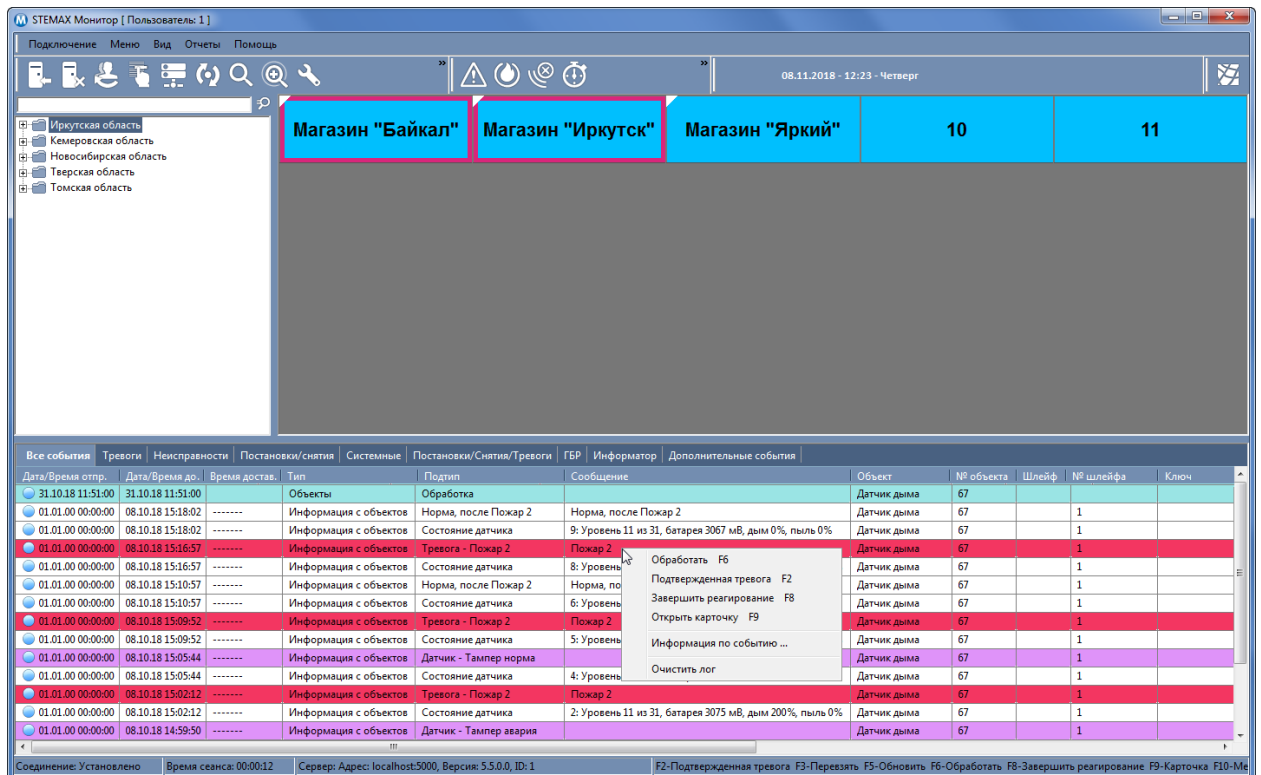 STEMAX Монитор [ Пользователь: 1 ]
Подключение Меню Вид Отчеты Помощь
08.11.2018 - 12:23 - Четверг
Иркутская область
Кемеровская область
Новосибирская область
Тверская область
Томская область
Магазин "Байкал" Магазин "Иркутск" Магазин "Яркий" 10 11
Все события Тревоги Неисправности Постановки/снятия Системные Постановки/Снятия/Тревоги ГБР Информатор Дополнительные события
Дата/Время отпр. Дата/Время до. Время достав. Тип Подтип Сообщение Объект № объекта Шлейф № шлейфа Ключ
31.10.18 11:51:00 31.10.18 11:51:00 Объекты Обработка Датчик дыма 67
01.01.00 00:00:00 08.10.18 15:18:02 ------- Информация с объектов Норма, после Пожар 2 Норма, после Пожар 2 Датчик дыма 67 1
01.01.00 00:00:00 08.10.18 15:18:02 ------- Информация с объектов Состояние датчика 9: Уровень 11 из 31, батарея 3067 мВ, дым 0%, пыль 0% Датчик дыма 67 1
01.01.00 00:00:00 08.10.18 15:16:57 ------- Информация с объектов Тревога - Пожар 2 Пожар 2 Датчик дыма 67 1
01.01.00 00:00:00 08.10.18 15:16:57 ------- Информация с объектов Состояние датчика 8: Уровень Датчик дыма 67 1
01.01.00 00:00:00 08.10.18 15:10:57 ------- Информация с объектов Норма, после Пожар 2 Норма, по Датчик дыма 67 1
01.01.00 00:00:00 08.10.18 15:10:57 ------- Информация с объектов Состояние датчика 6: Уровень Датчик дыма 67 1
01.01.00 00:00:00 08.10.18 15:09:52 ------- Информация с объектов Тревога - Пожар 2 Пожар 2 Датчик дыма 67 1
01.01.00 00:00:00 08.10.18 15:09:52 ------- Информация с объектов Состояние датчика 5: Уровень Датчик дыма 67 1
01.01.00 00:00:00 08.10.18 15:05:44 ------- Информация с объектов Датчик - Тампер норма Датчик дыма 67 1
01.01.00 00:00:00 08.10.18 15:05:44 ------- Информация с объектов Состояние датчика 4: Уровень Датчик дыма 67 1
01.01.00 00:00:00 08.10.18 15:02:12 ------- Информация с объектов Тревога - Пожар 2 Пожар 2 Датчик дыма 67 1
01.01.00 00:00:00 08.10.18 15:02:12 ------- Информация с объектов Состояние датчика 2: Уровень 11 из 31, батарея 3075 мВ, дым 200%, пыль 0% Датчик дыма 67 1
01.01.00 00:00:00 08.10.18 14:59:50 ------- Информация с объектов Датчик - Тампер авария Датчик дыма 67 1
Обработать F6
Подтвержденная тревога F2
Завершить реагирование F8
Открыть карточку F9
Информация по событию ...
Очистить лог
Соединение: Установлено Время сеанса: 00:00:12 Сервер: Адрес: localhost:5000, Версия: 5.5.0.0, ID: 1 F2-Подтвержденная тревога F3-Перевзять F5-Обновить F6-Обработать F8-Завершить реагирование F9-Карточка F10-Ме